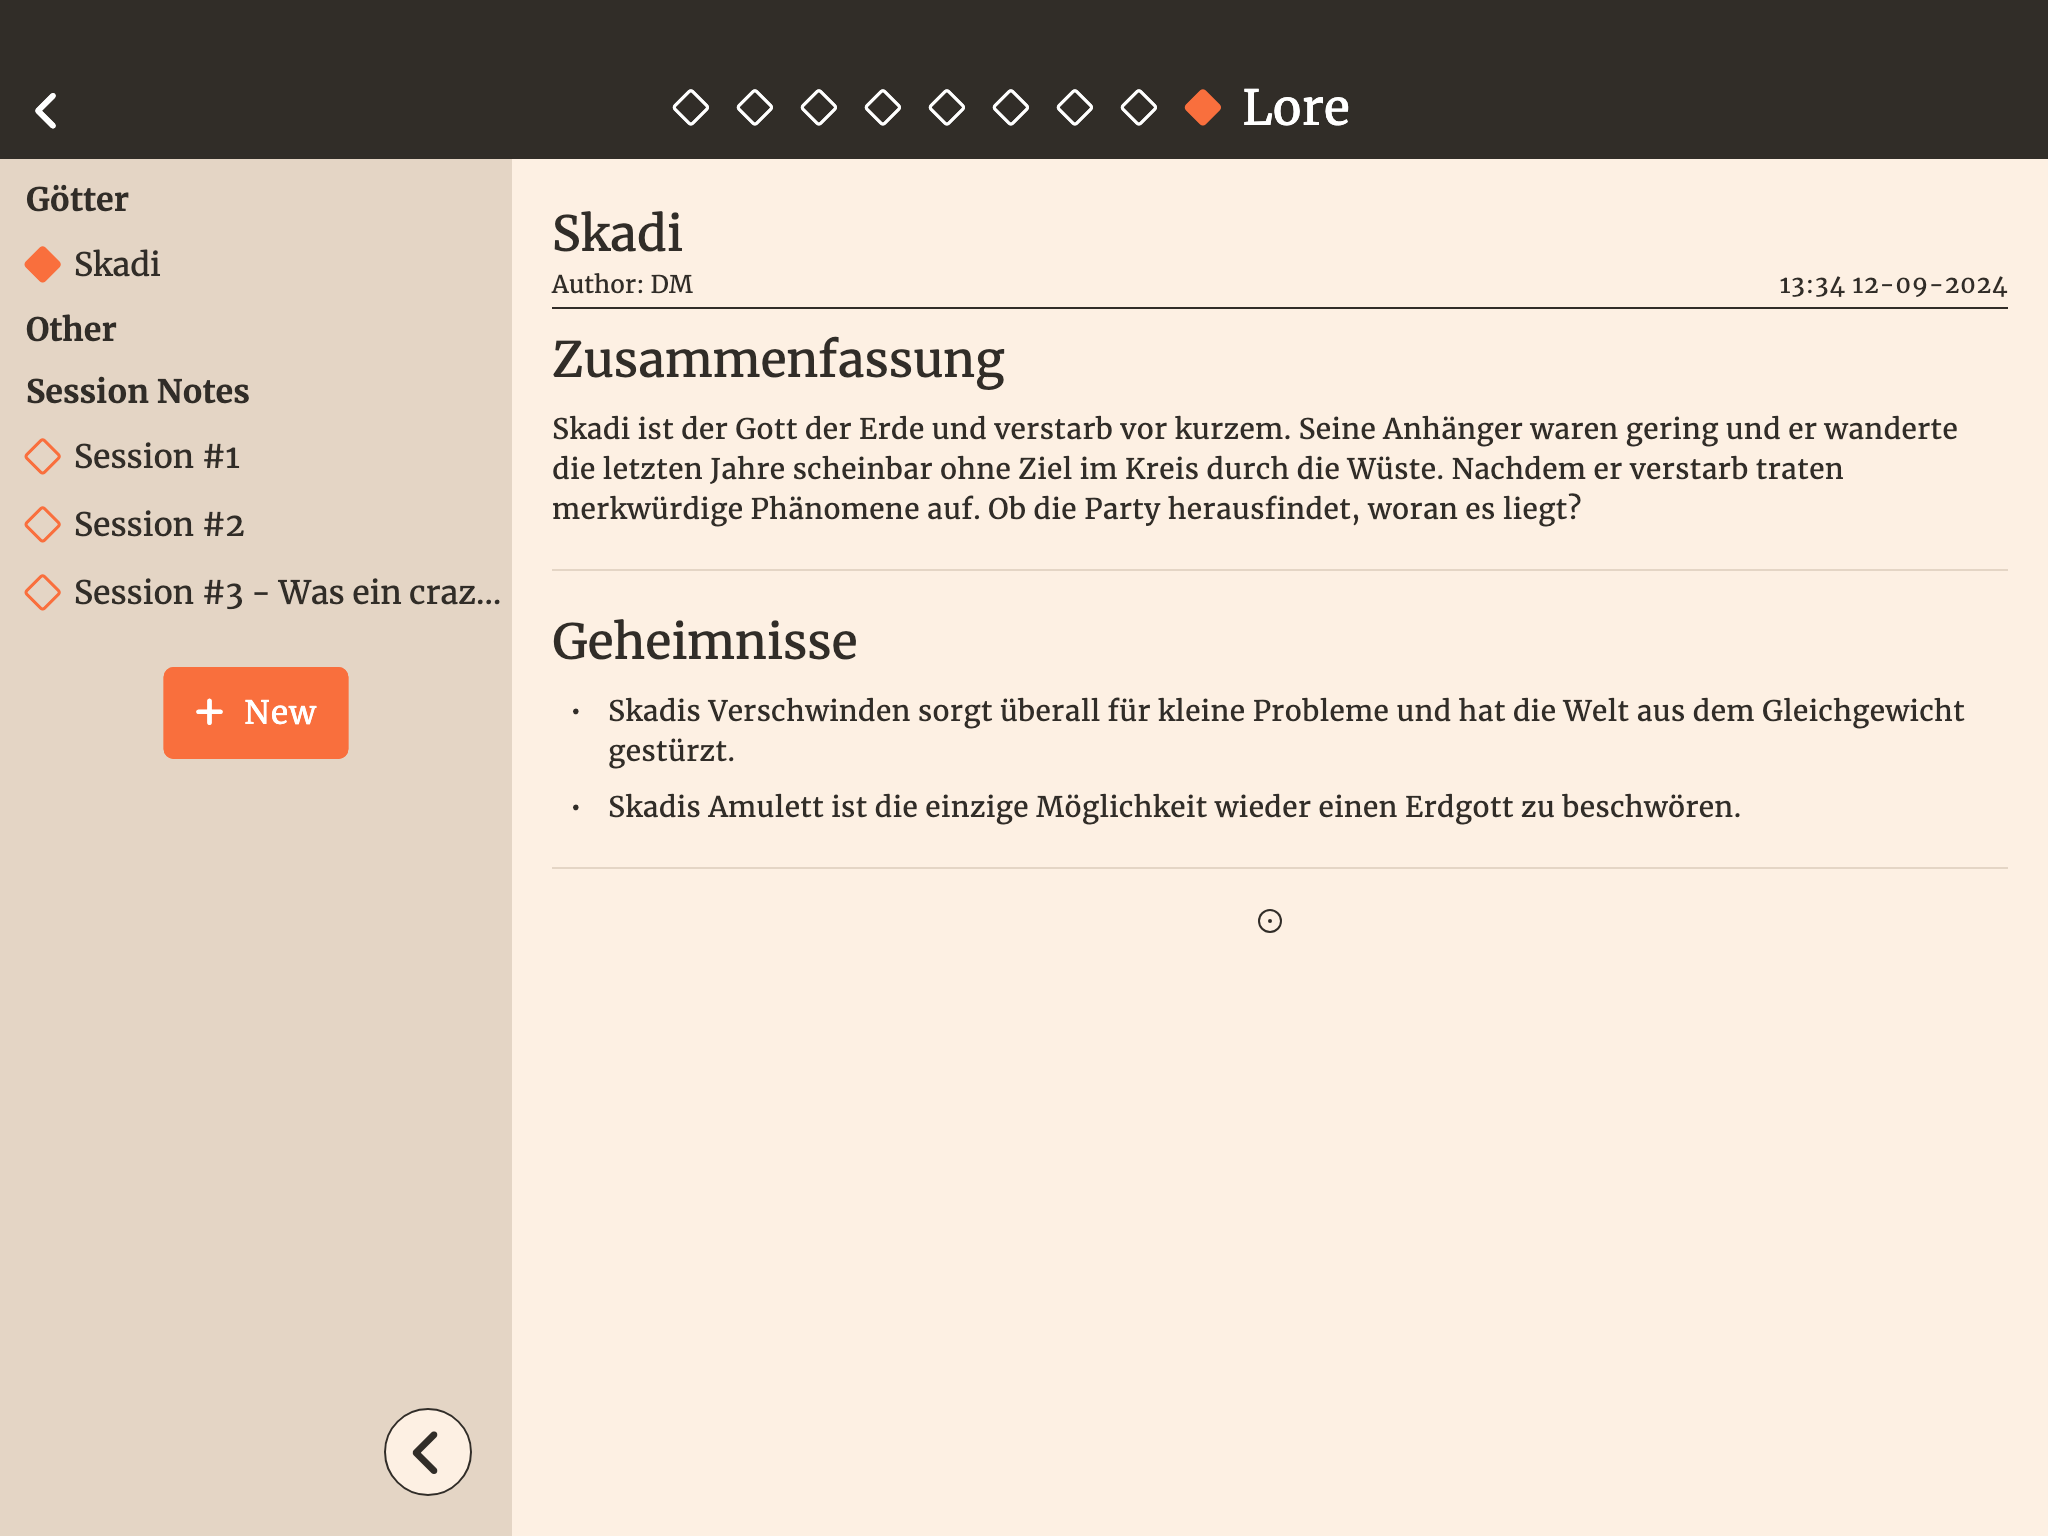 Lore
Götter
Skadi
Other
Session Notes
Session #1
Session #2
Session #3 - Was ein craz...
+ New
Skadi
Author: DM
13:34 12-09-2024
Zusammenfassung
Skadi ist der Gott der Erde und verstarb vor kurzem. Seine Anhänger waren gering und er wanderte
die letzten Jahre scheinbar ohne Ziel im Kreis durch die Wüste. Nachdem er verstarb traten
merkwürdige Phänomene auf. Ob die Party herausfindet, woran es liegt?
Geheimnisse
• Skadis Verschwinden sorgt überall für kleine Probleme und hat die Welt aus dem Gleichgewicht
gestürzt.
• Skadis Amulett ist die einzige Möglichkeit wieder einen Erdgott zu beschwören.